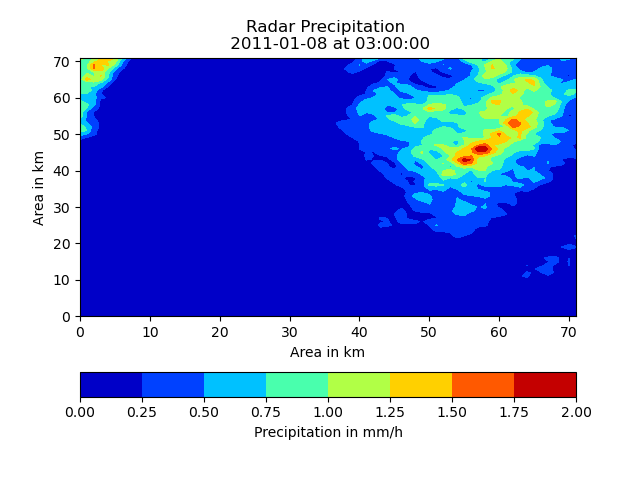 Radar Precipitation
2011-01-08 at 03:00:00
70
60
50
40
30
20
10
0
Area in km
0 10 20 30 40 50 60 70
Area in km
0.00 0.25 0.50 0.75 1.00 1.25 1.50 1.75 2.00
Precipitation in mm/h